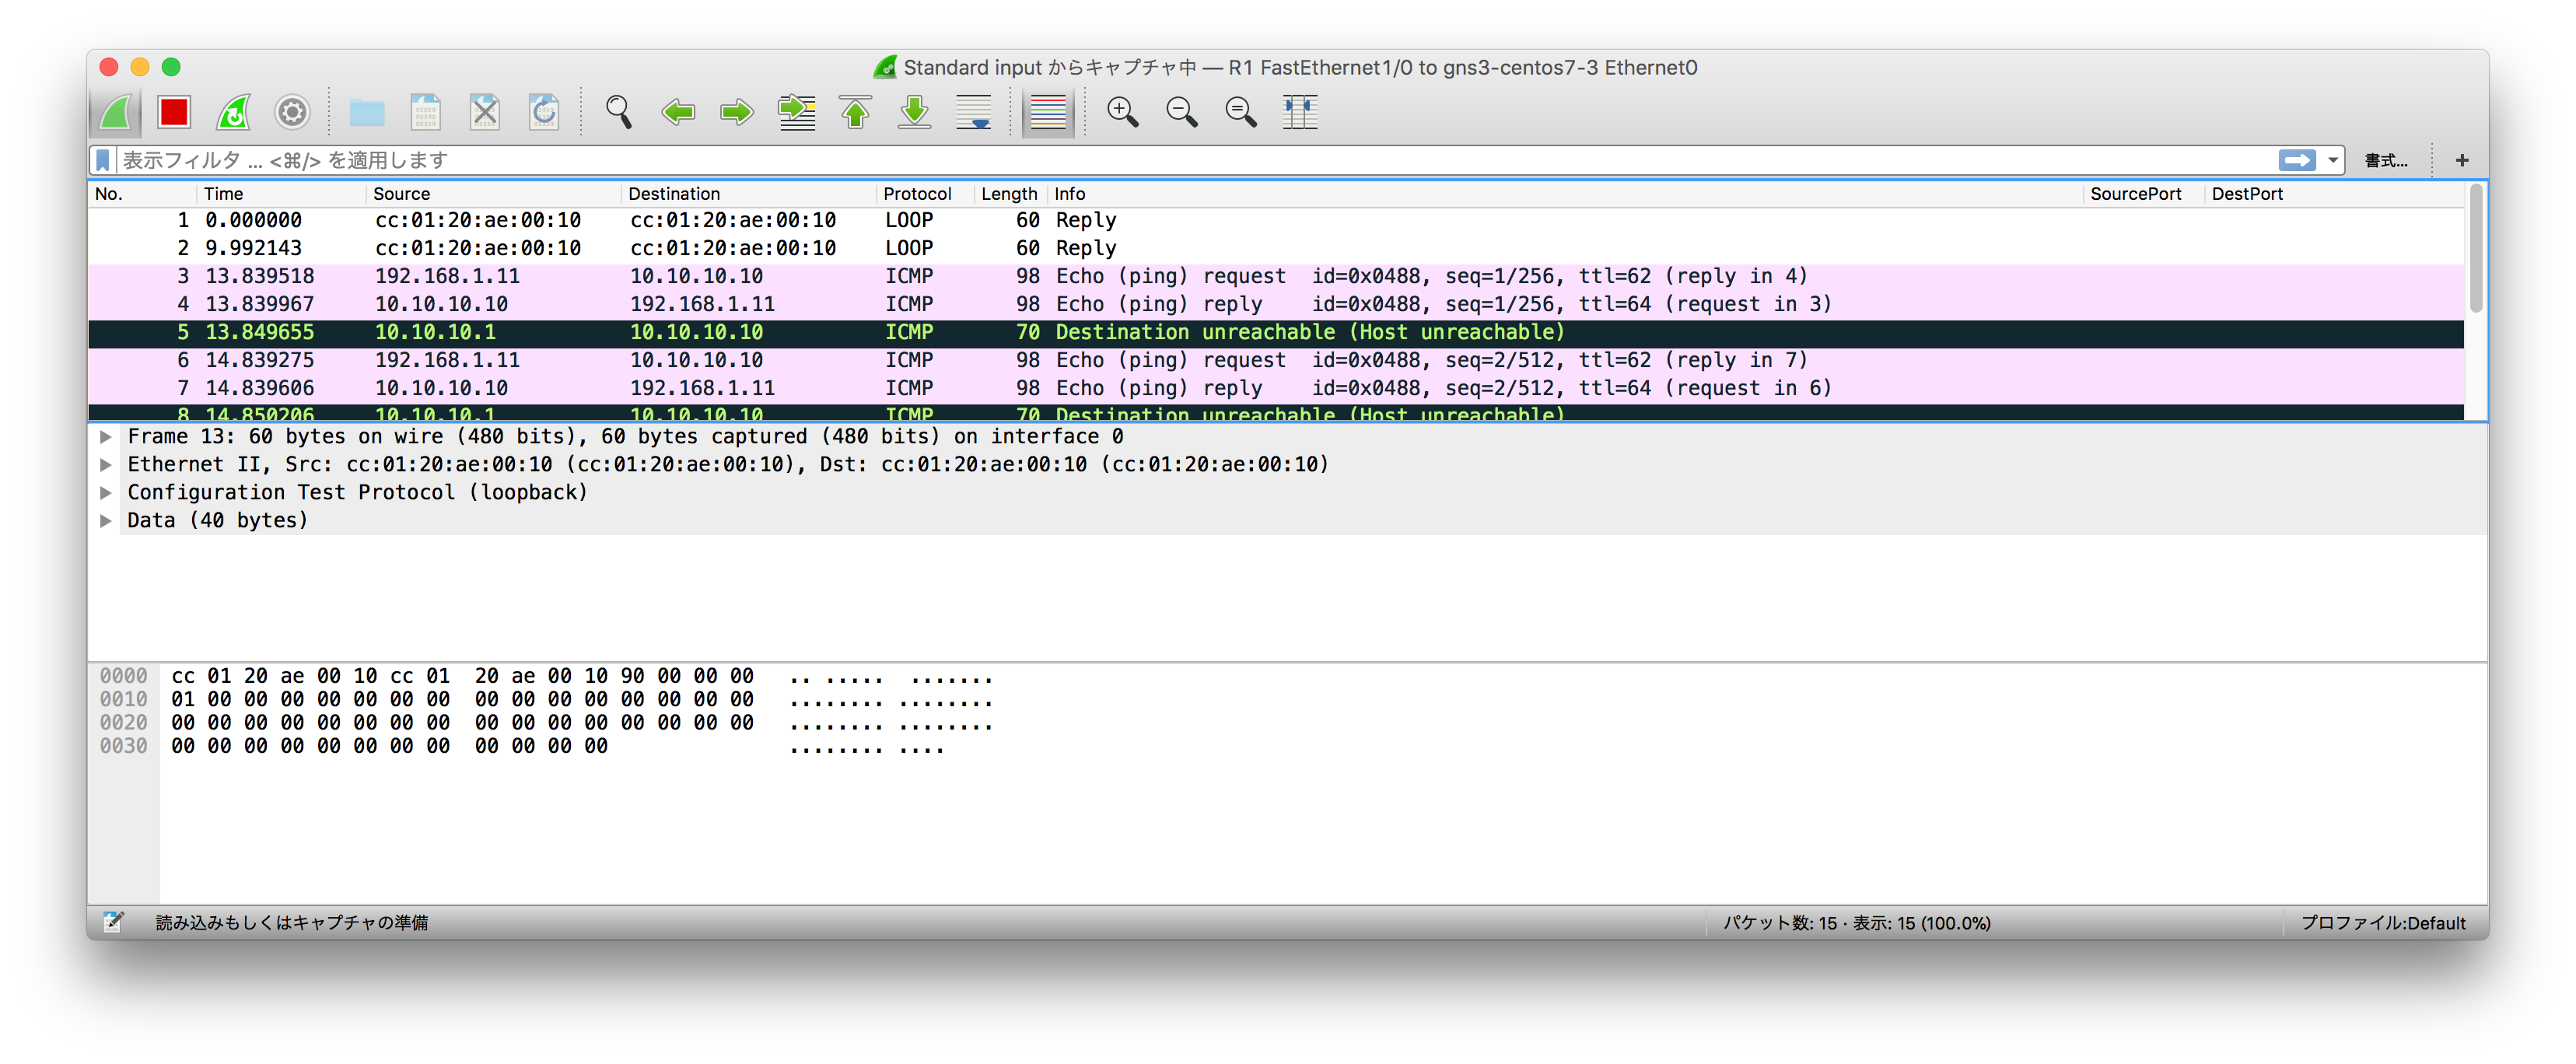 Standard input からキャプチャ中 — R1 FastEthernet1/0 to gns3-centos7-3 Ethernet0
表示フィルタ ... <⌘/> を適用します 書式... +
No. Time Source Destination Protocol Length Info SourcePort DestPort
1 0.000000 cc:01:20:ae:00:10 cc:01:20:ae:00:10 LOOP 60 Reply
2 9.992143 cc:01:20:ae:00:10 cc:01:20:ae:00:10 LOOP 60 Reply
3 13.839518 192.168.1.11 10.10.10.10 ICMP 98 Echo (ping) request id=0x0488, seq=1/256, ttl=62 (reply in 4)
4 13.839967 10.10.10.10 192.168.1.11 ICMP 98 Echo (ping) reply id=0x0488, seq=1/256, ttl=64 (request in 3)
5 13.849655 10.10.10.1 10.10.10.10 ICMP 70 Destination unreachable (Host unreachable)
6 14.839275 192.168.1.11 10.10.10.10 ICMP 98 Echo (ping) request id=0x0488, seq=2/512, ttl=62 (reply in 7)
7 14.839606 10.10.10.10 192.168.1.11 ICMP 98 Echo (ping) reply id=0x0488, seq=2/512, ttl=64 (request in 6)
8 14.850206 10.10.10.1 10.10.10.10 ICMP 70 Destination unreachable (Host unreachable)
Frame 13: 60 bytes on wire (480 bits), 60 bytes captured (480 bits) on interface 0
Ethernet II, Src: cc:01:20:ae:00:10 (cc:01:20:ae:00:10), Dst: cc:01:20:ae:00:10 (cc:01:20:ae:00:10)
Configuration Test Protocol (loopback)
Data (40 bytes)
0000 cc 01 20 ae 00 10 cc 01 20 ae 00 10 90 00 00 00 .. ..... .......
0010 01 00 00 00 00 00 00 00 00 00 00 00 00 00 00 00 ........ ........
0020 00 00 00 00 00 00 00 00 00 00 00 00 00 00 00 00 ........ ........
0030 00 00 00 00 00 00 00 00 00 00 00 00 ........ ....
読み込みもしくはキャプチャの準備 パケット数: 15 · 表示: 15 (100.0%) プロファイル:Default